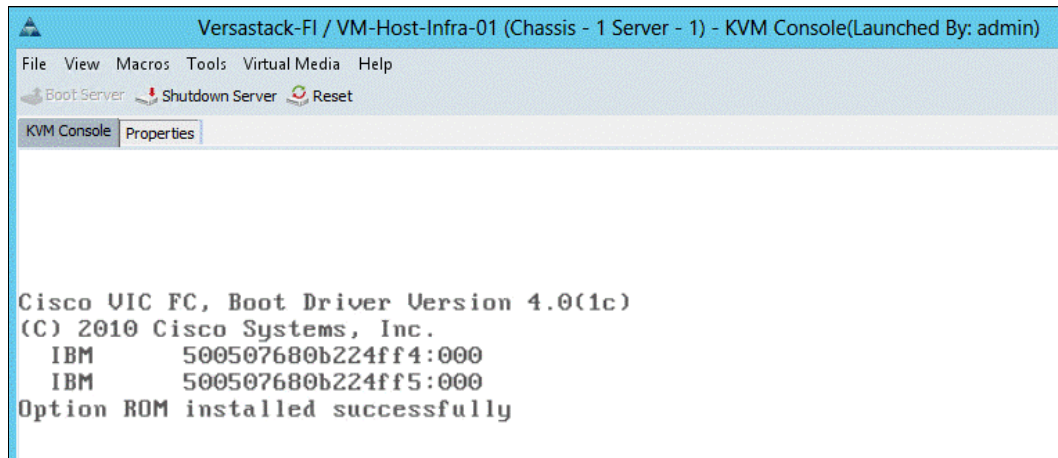 Versastack-FI / VM-Host-Infra-01 (Chassis - 1 Server - 1) - KVM Console(Launched By: admin)
File View Macros Tools Virtual Media Help
Boot Server Shutdown Server Reset
KVM Console Properties
Cisco VIC FC, Boot Driver Version 4.0(1c)
(C) 2010 Cisco Systems, Inc.
IBM 500507680b224ff4:000
IBM 500507680b224ff5:000
Option ROM installed successfully